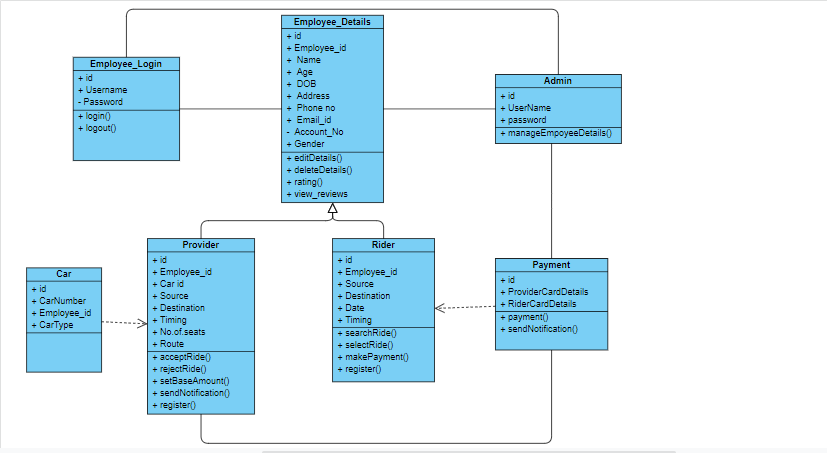 Employee_Details
+ id
+ Employee_id
+ Name
+ Age
+ DOB
+ Address
+ Phone no
+ Email_id
- Account_No
+ Gender
+ editDetails()
+ deleteDetails()
+ rating()
+ view_reviews
Employee_Login
+ id
+ Username
- Password
+ login()
+ logout()
Admin
+ id
+ UserName
+ password
+ manageEmpoyeeDetails()
Provider
+ id
+ Employee_id
+ Car id
+ Source
+ Destination
+ Timing
+ No.of.seats
+ Route
+ acceptRide()
+ rejectRide()
+ setBaseAmount()
+ sendNotification()
+ register()
Rider
+ id
+ Employee_id
+ Source
+ Destination
+ Date
+ Timing
+ searchRide()
+ selectRide()
+ makePayment()
+ register()
Payment
+ id
+ ProviderCardDetails
+ RiderCardDetails
+ payment()
+ sendNotification()
Car
+ id
+ CarNumber
+ Employee_id
+ CarType